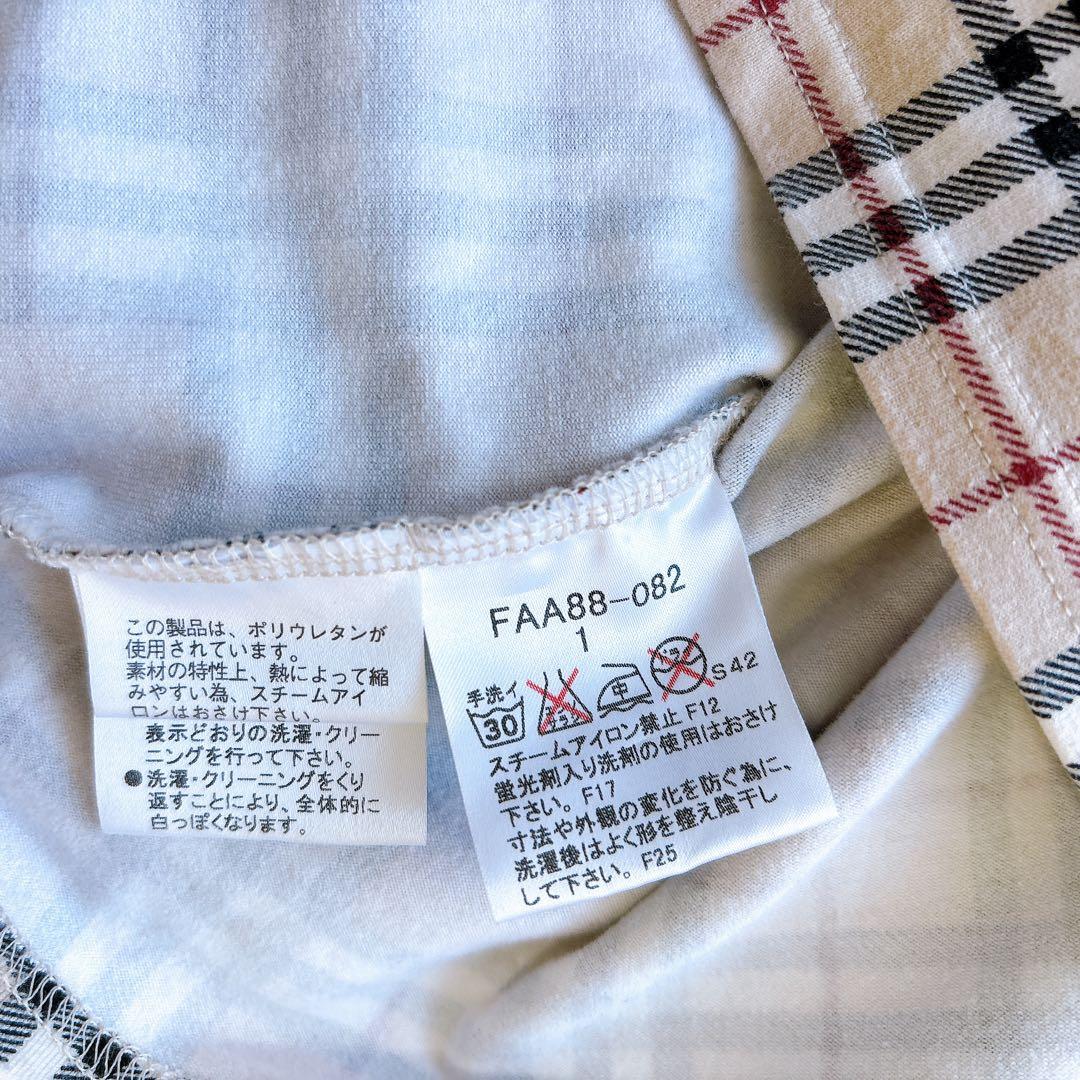 この製品は、ポリウレタンが
使用されています。
素材の特性上、熱によって縮
みやすい為、スチームアイ
ロンはおさけ下さい。
表示どおりの洗濯・クリー
ニングを行って下さい。
●洗濯・クリーニングをくり
返すことにより、全体的に
白っぽくなります。
FAA88-082
1
手洗イ
30
エンソ
中
S42
スチームアイロン禁止 F12
蛍光剤入り洗剤の使用はおさけ
下さい。F17
寸法や外観の変化を防ぐ為に、
洗濯後はよく形を整え陰干し
して下さい。F25